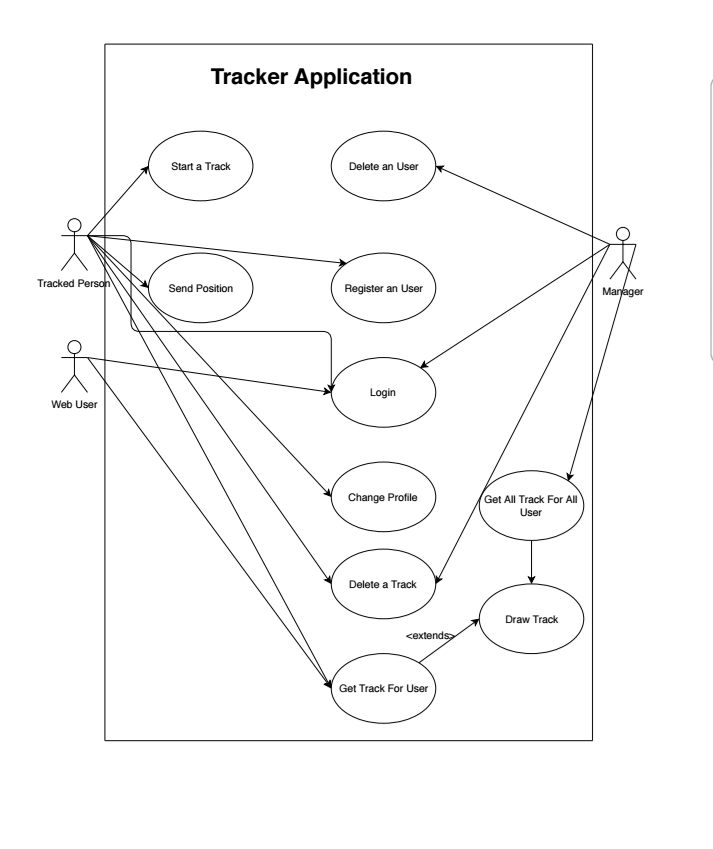 Tracker Application
Start a Track
Delete an User
Tracked Person
Send Position
Register an User
Manager
Web User
Login
Change Profile
Get All Track For All
User
Delete a Track
Draw Track
<extends>
Get Track For User